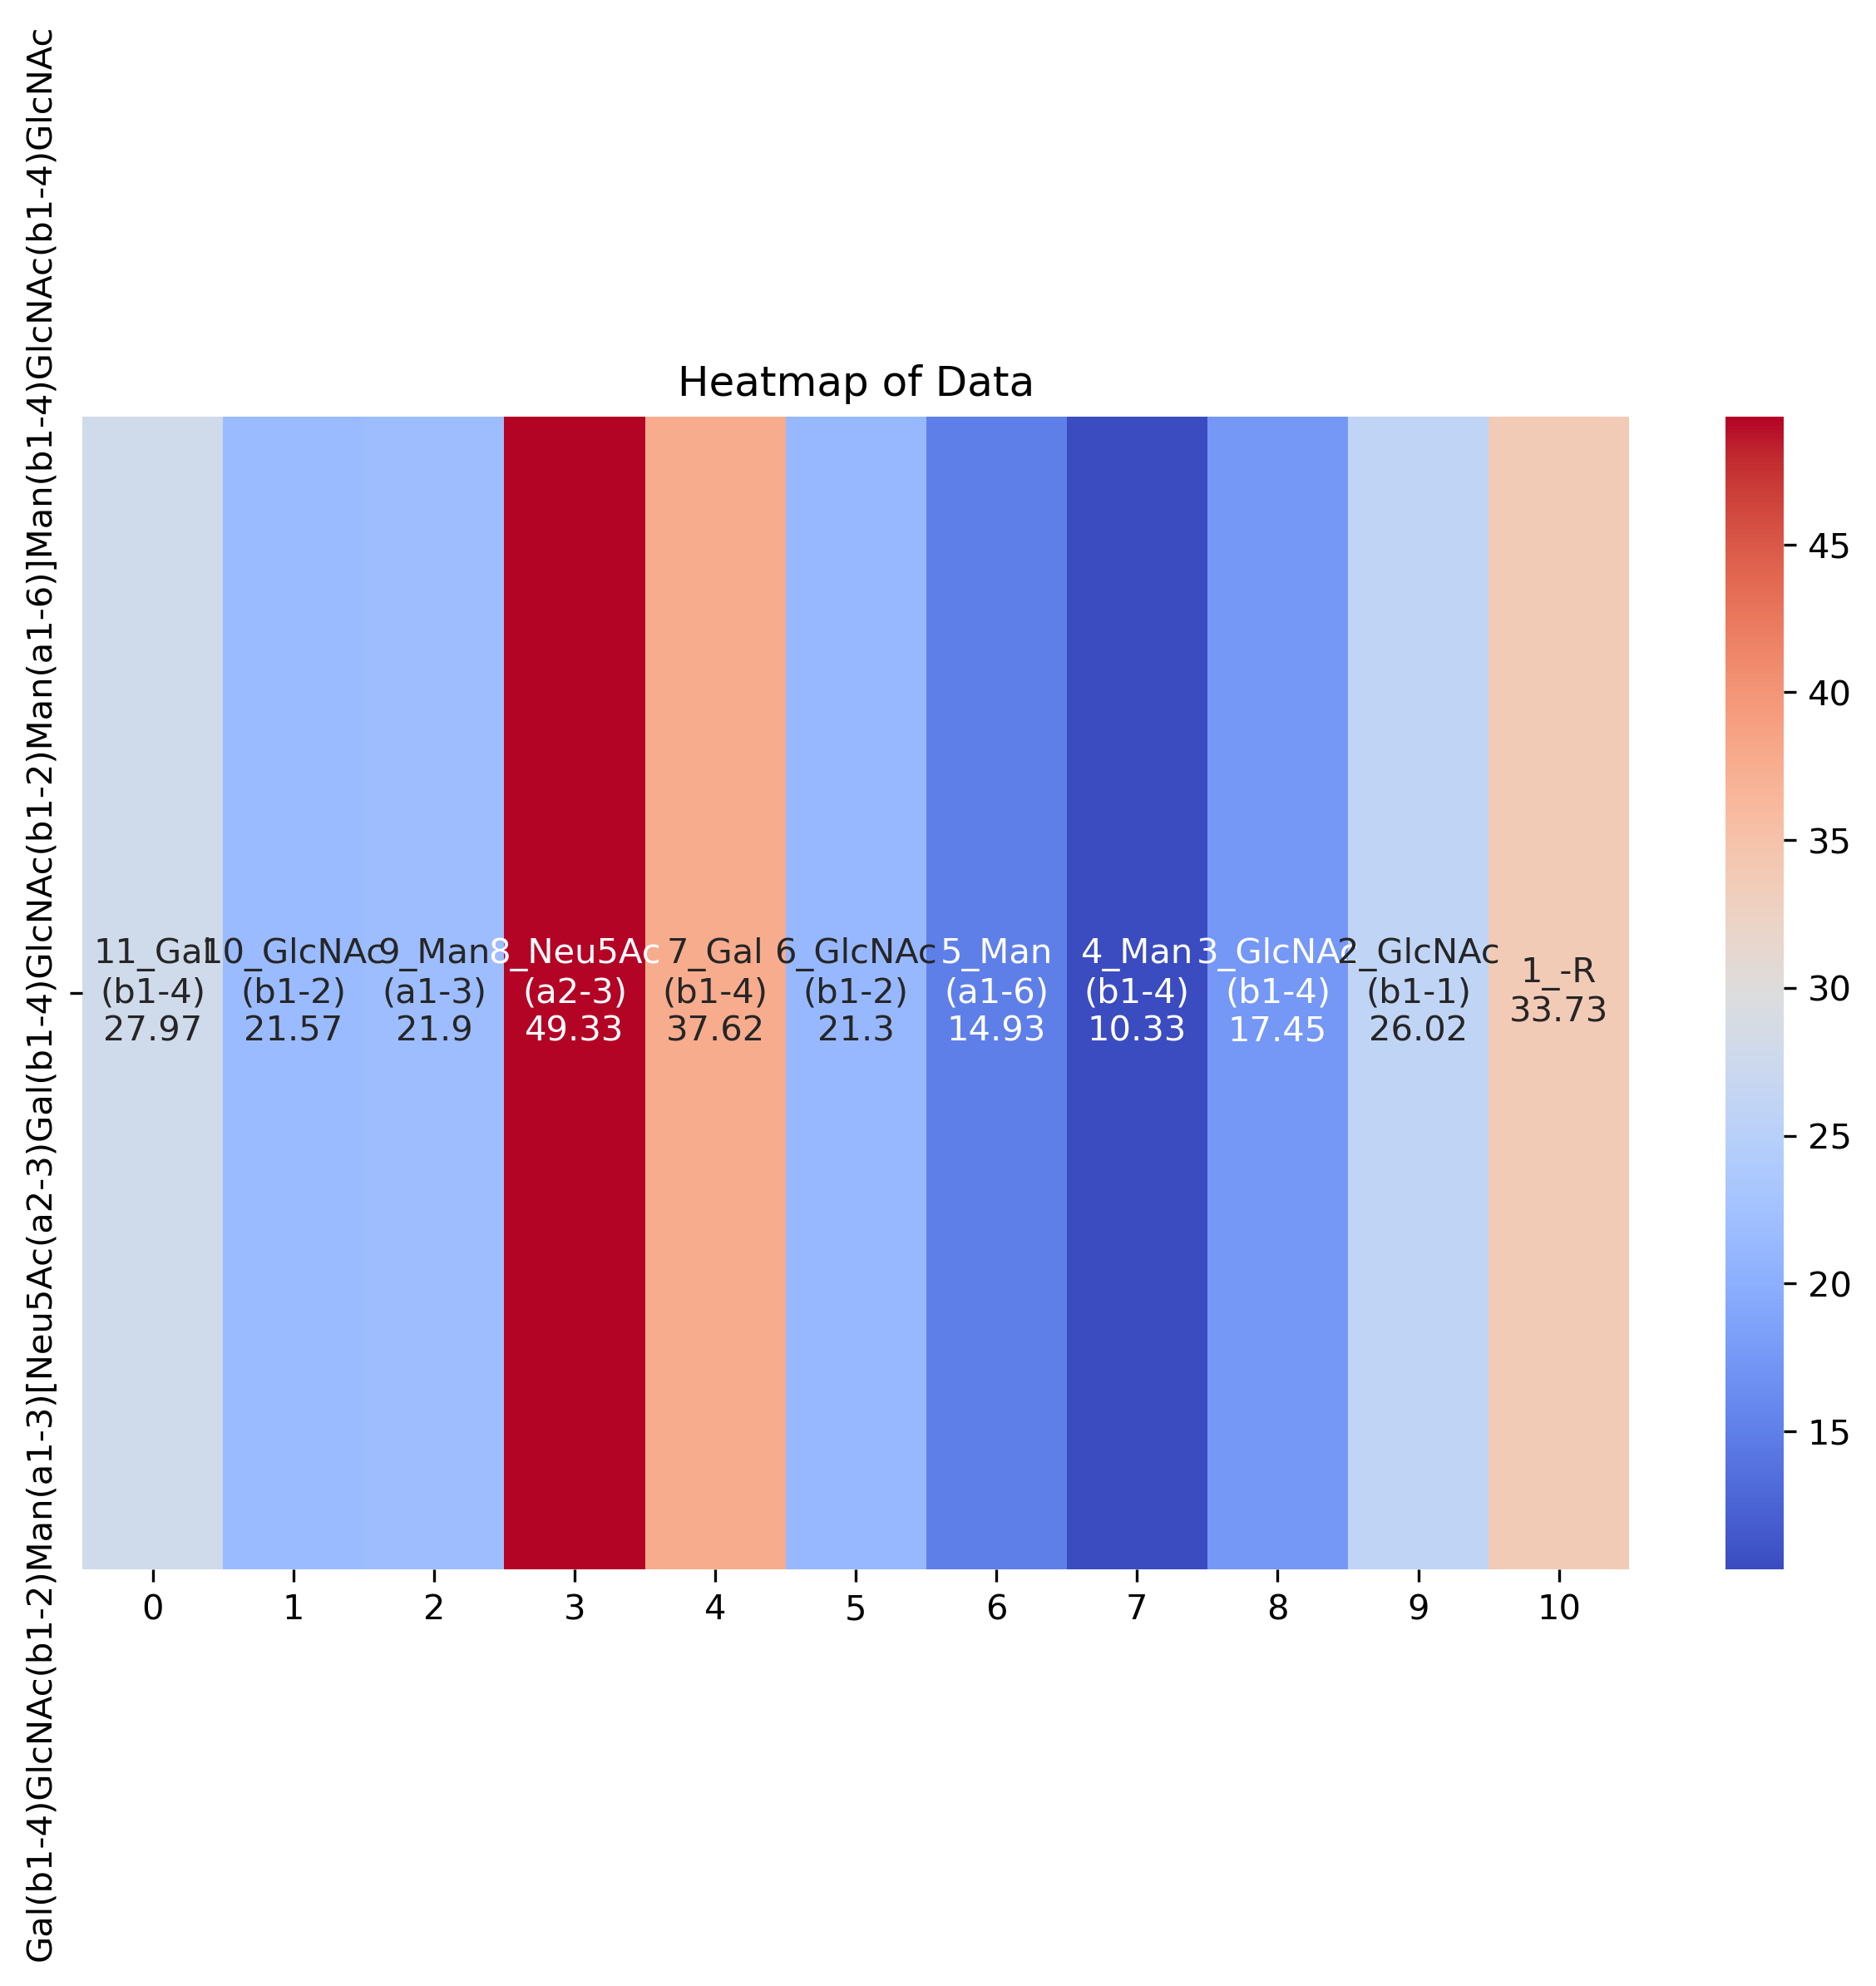 Heatmap of Data
Gal(b1-4)GlcNAc(b1-2)Man(a1-3)[Neu5Ac(a2-3)Gal(b1-4)GlcNAc(b1-2)Man(a1-6)]Man(b1-4)GlcNAc(b1-4)GlcNAc
11_Gal
(b1-4)
27.97
10_GlcNAc
(b1-2)
21.57
9_Man
(a1-3)
21.9
8_Neu5Ac
(a2-3)
49.33
7_Gal
(b1-4)
37.62
6_GlcNAc
(b1-2)
21.3
5_Man
(a1-6)
14.93
4_Man
(b1-4)
10.33
3_GlcNAc
(b1-4)
17.45
2_GlcNAc
(b1-1)
26.02
1_-R
33.73
0 1 2 3 4 5 6 7 8 9 10
45
40
35
30
25
20
15